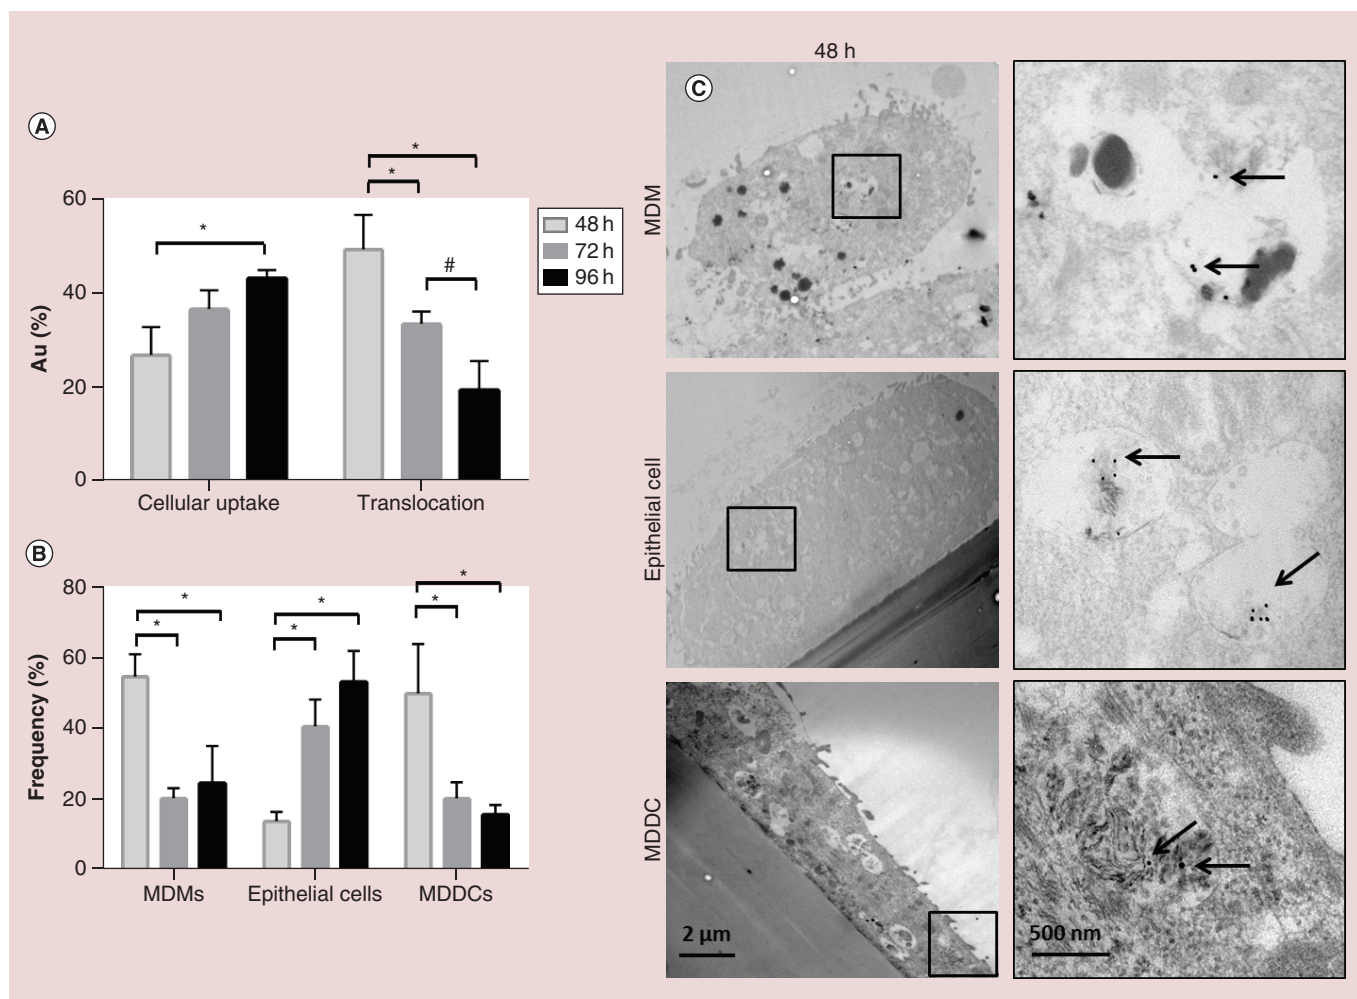 A
60
40
20
0
Au (%)
*
*
*
#
48 h
72 h
96 h
Cellular uptake
Translocation
B
80
60
40
20
0
Frequency (%)
*
*
*
*
*
*
MDMs
Epithelial cells
MDDCs
48 h
C
MDM
Epithelial cell
MDDC
2 µm
500 nm